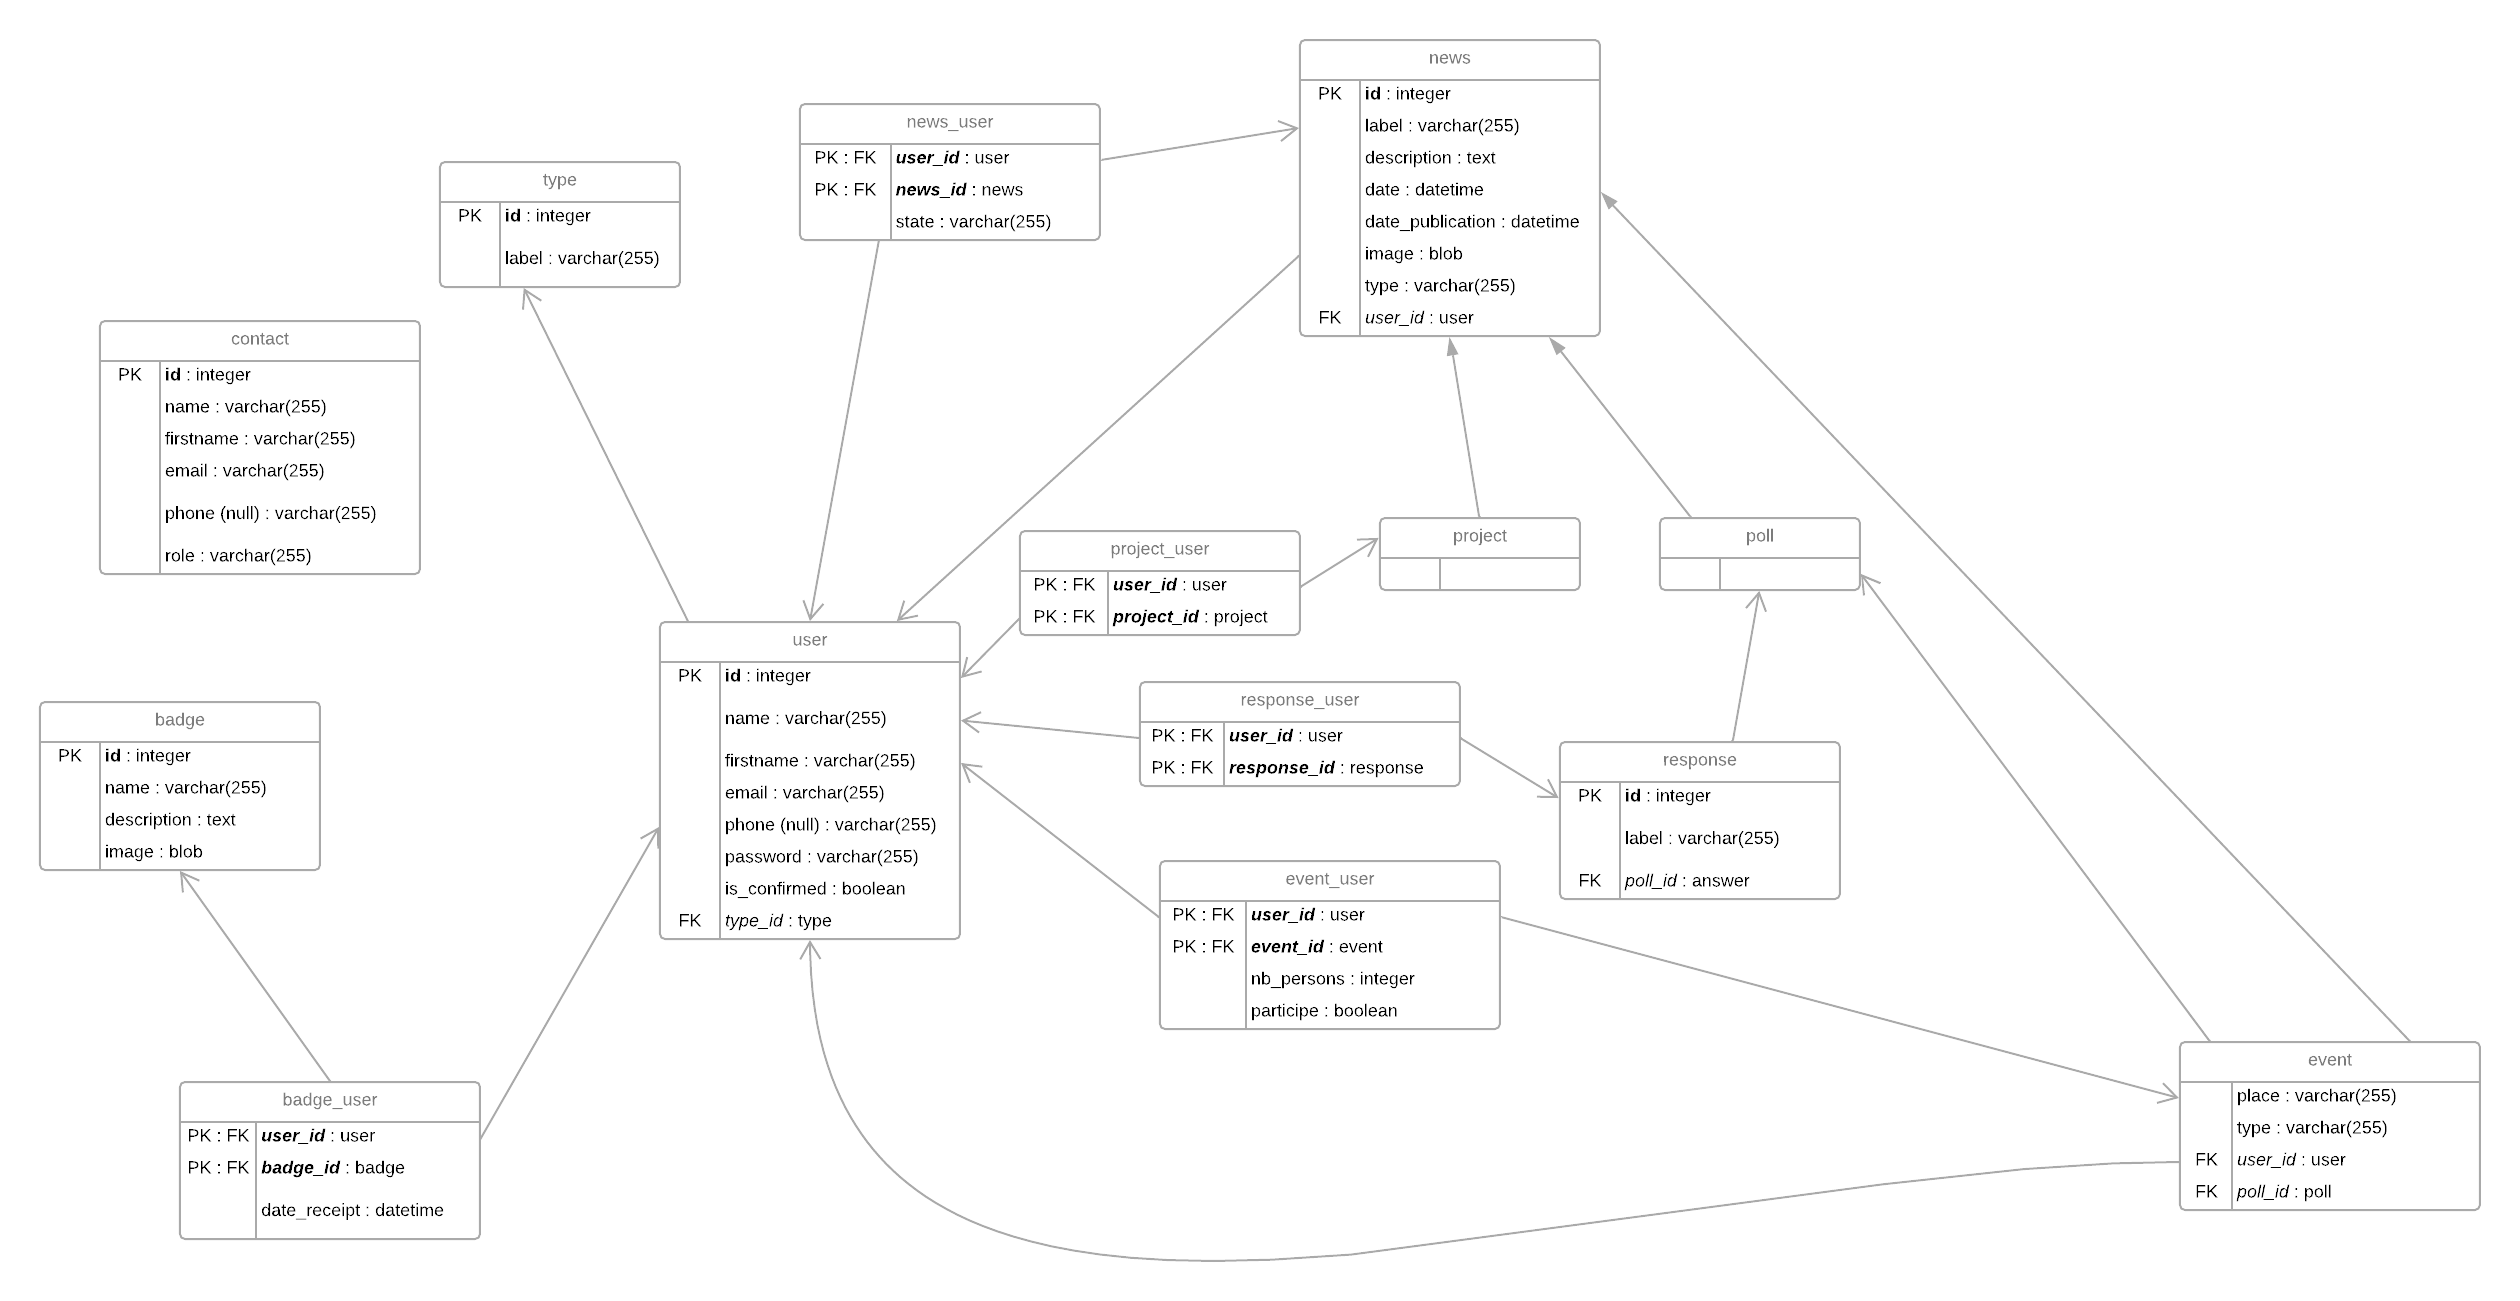 news
PK id : integer
label : varchar(255)
description : text
date : datetime
date_publication : datetime
image : blob
type : varchar(255)
FK user_id : user
news_user
PK : FK user_id : user
PK : FK news_id : news
state : varchar(255)
type
PK id : integer
label : varchar(255)
contact
PK id : integer
name : varchar(255)
firstname : varchar(255)
email : varchar(255)
phone (null) : varchar(255)
role : varchar(255)
project_user
PK : FK user_id : user
PK : FK project_id : project
project
poll
user
PK id : integer
name : varchar(255)
firstname : varchar(255)
email : varchar(255)
phone (null) : varchar(255)
password : varchar(255)
is_confirmed : boolean
FK type_id : type
response_user
PK : FK user_id : user
PK : FK response_id : response
response
PK id : integer
label : varchar(255)
FK poll_id : answer
badge
PK id : integer
name : varchar(255)
description : text
image : blob
event_user
PK : FK user_id : user
PK : FK event_id : event
nb_persons : integer
participe : boolean
badge_user
PK : FK user_id : user
PK : FK badge_id : badge
date_receipt : datetime
event
place : varchar(255)
type : varchar(255)
FK user_id : user
FK poll_id : poll